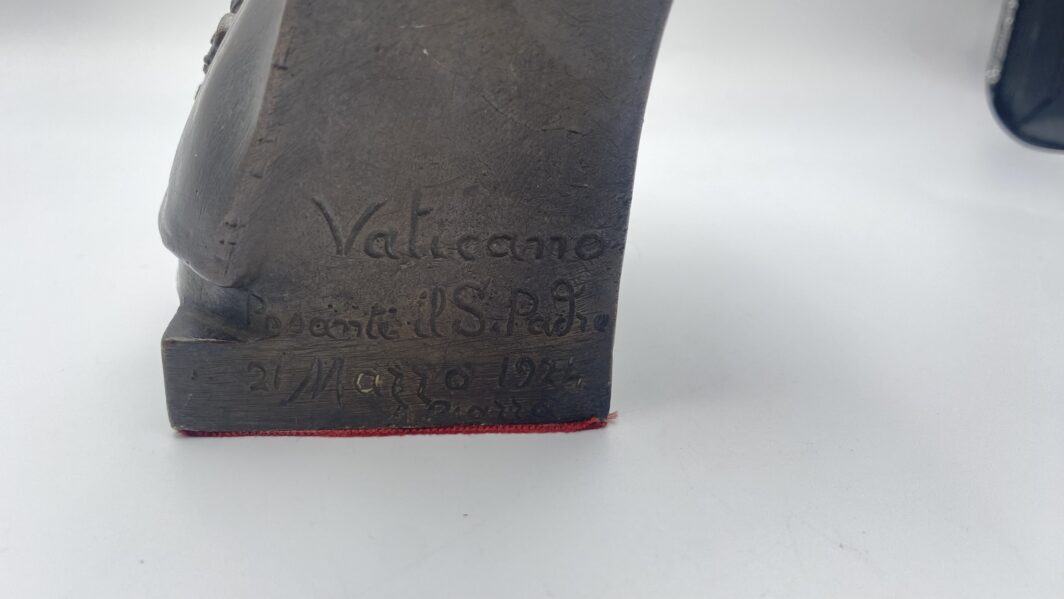 Vaticano
Posante il S. Padre
21 Marzo 1924